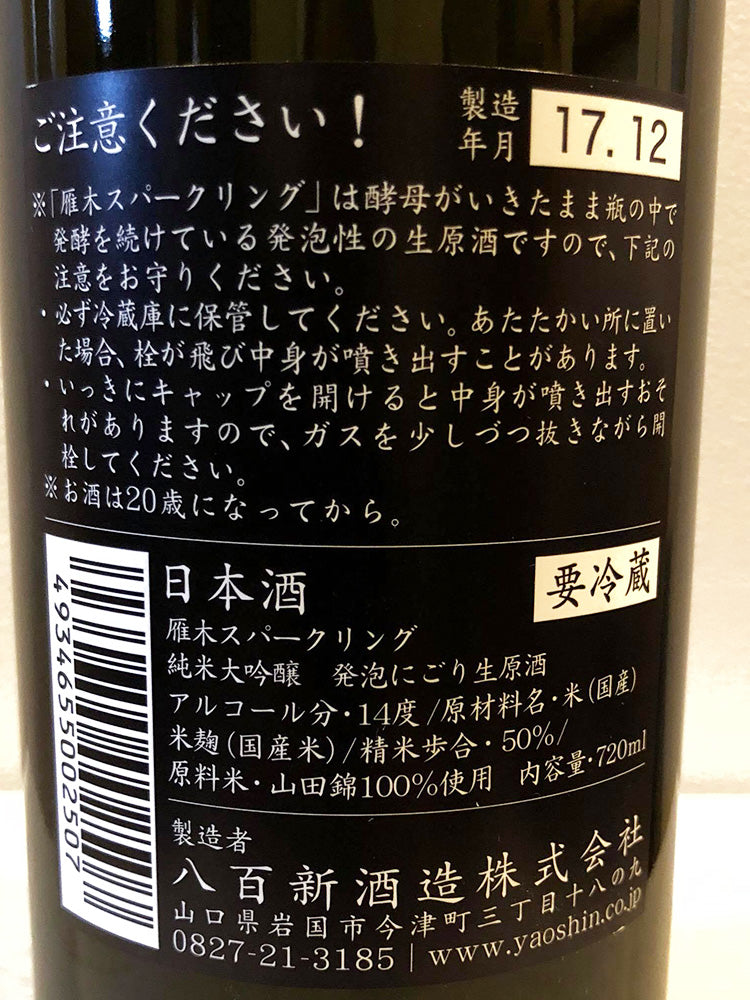 ご注意ください!
製造
年月
17.12
※「雁木スパークリング」は酵母がいきたまま瓶の中で
発酵を続けている発泡性の生原酒ですので、下記の
注意をお守りください。
・必ず冷蔵庫に保管してください。あたたかい所に置い
た場合、栓が飛び中身が噴き出すことがあります。
・いっきにキャップを開けると中身が噴き出すおそ
れがありますので、ガスを少しづつ抜きながら開
栓してください。
※お酒は20歳になってから。
4934655002507
日本酒
要冷蔵
雁木スパークリング
純米大吟醸 発泡にごり生原酒
アルコール分・14度/原材料名・米(国産)
米麹(国産米)/精米歩合・50%/
原料米・山田錦100%使用 内容量・720ml
製造者
八百新酒造株式会社
山口県岩国市今津町三丁目十八の九
0827-21-3185|www.yaoshin.co.jp